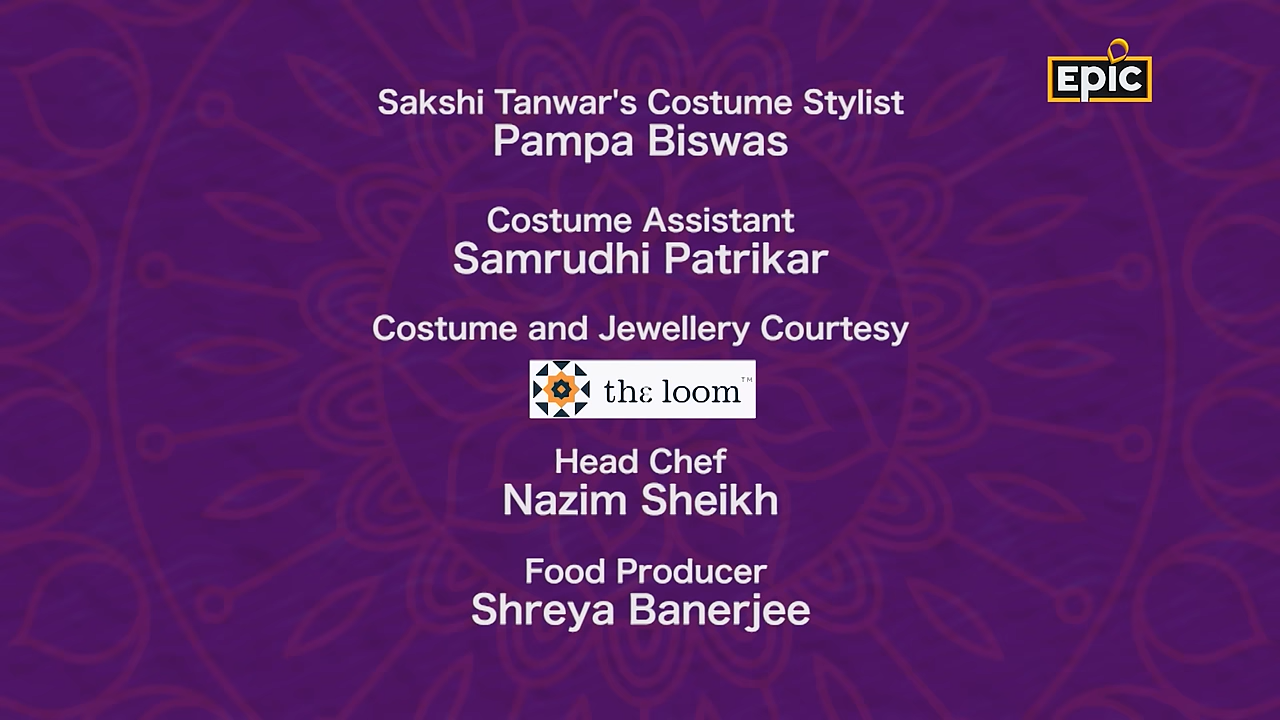 EPIC
Sakshi Tanwar's Costume Stylist
Pampa Biswas
Costume Assistant
Samrudhi Patrikar
Costume and Jewellery Courtesy
thε loom™
Head Chef
Nazim Sheikh
Food Producer
Shreya Banerjee